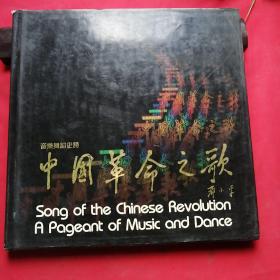 音樂舞蹈史詩
中國革命之歌
Song of the Chinese Revolution
A Pageant of Music and Dance